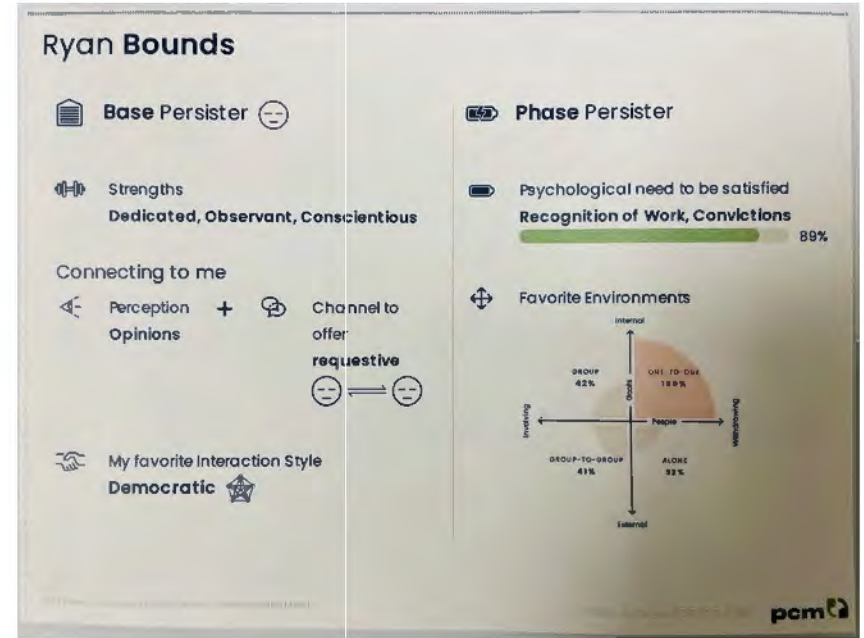 Ryan Bounds
Base Persister
Strengths
Dedicated, Observant, Conscientious
Connecting to me
Perception + Channel to
Opinions offer
requestive
My favorite Interaction Style
Democratic
Phase Persister
Psychological need to be satisfied
Recognition of Work, Convictions
89%
Favorite Environments
Internal
GROUP ONE-TO-ONE
42% 100%
Goals
Involving People Withdrawing
GROUP-TO-GROUP ALONE
41%
External
pcm